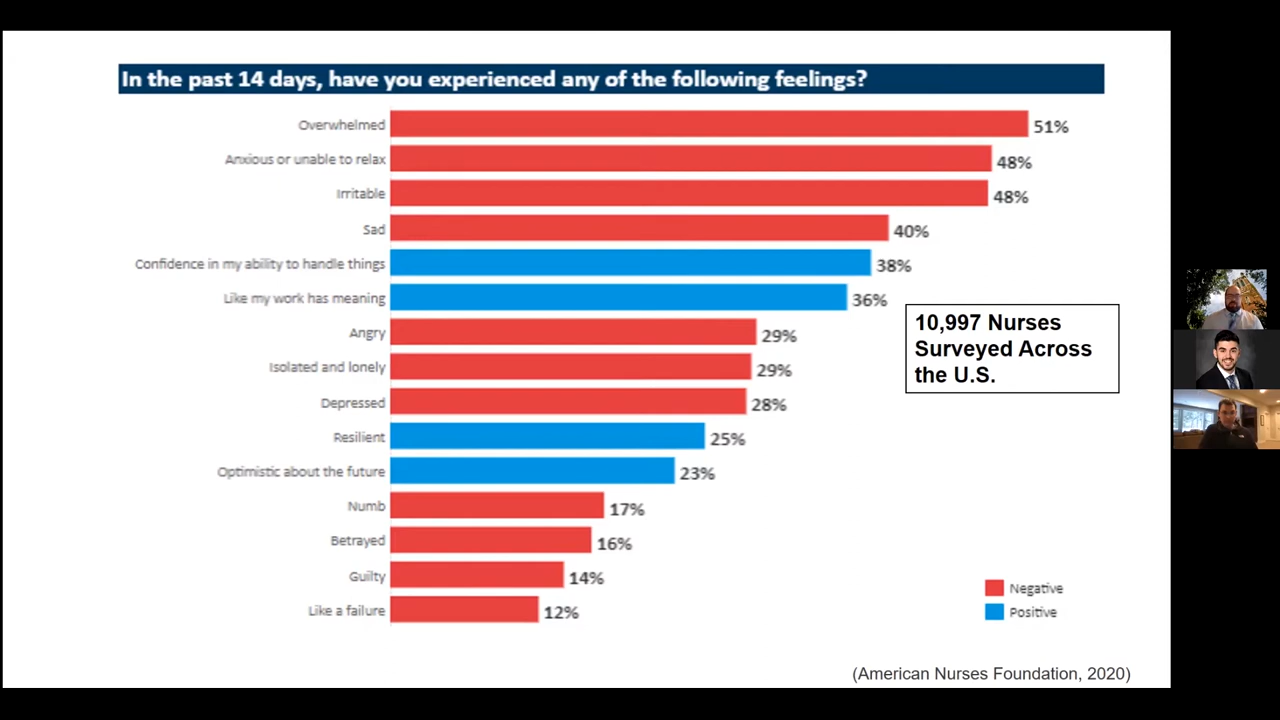 In the past 14 days, have you experienced any of the following feelings?
Overwhelmed 51%
Anxious or unable to relax 48%
Irritable 48%
Sad 40%
Confidence in my ability to handle things 38%
Like my work has meaning 36%
Angry 29%
Isolated and lonely 29%
Depressed 28%
Resilient 25%
Optimistic about the future 23%
Numb 17%
Betrayed 16%
Guilty 14%
Like a failure 12%
10,997 Nurses
Surveyed Across
the U.S.
Negative
Positive
(American Nurses Foundation, 2020)